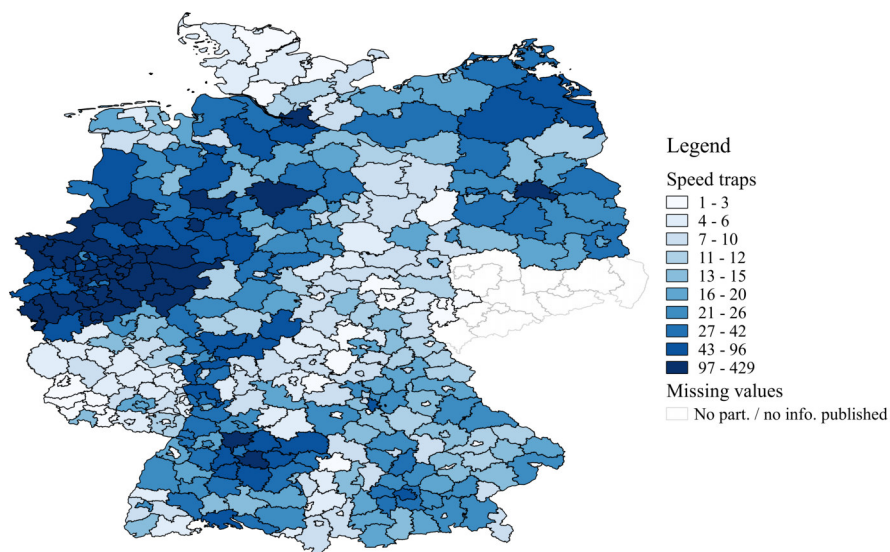 Legend
Speed traps
1 - 3
4 - 6
7 - 10
11 - 12
13 - 15
16 - 20
21 - 26
27 - 42
43 - 96
97 - 429
Missing values
No part. / no info. published